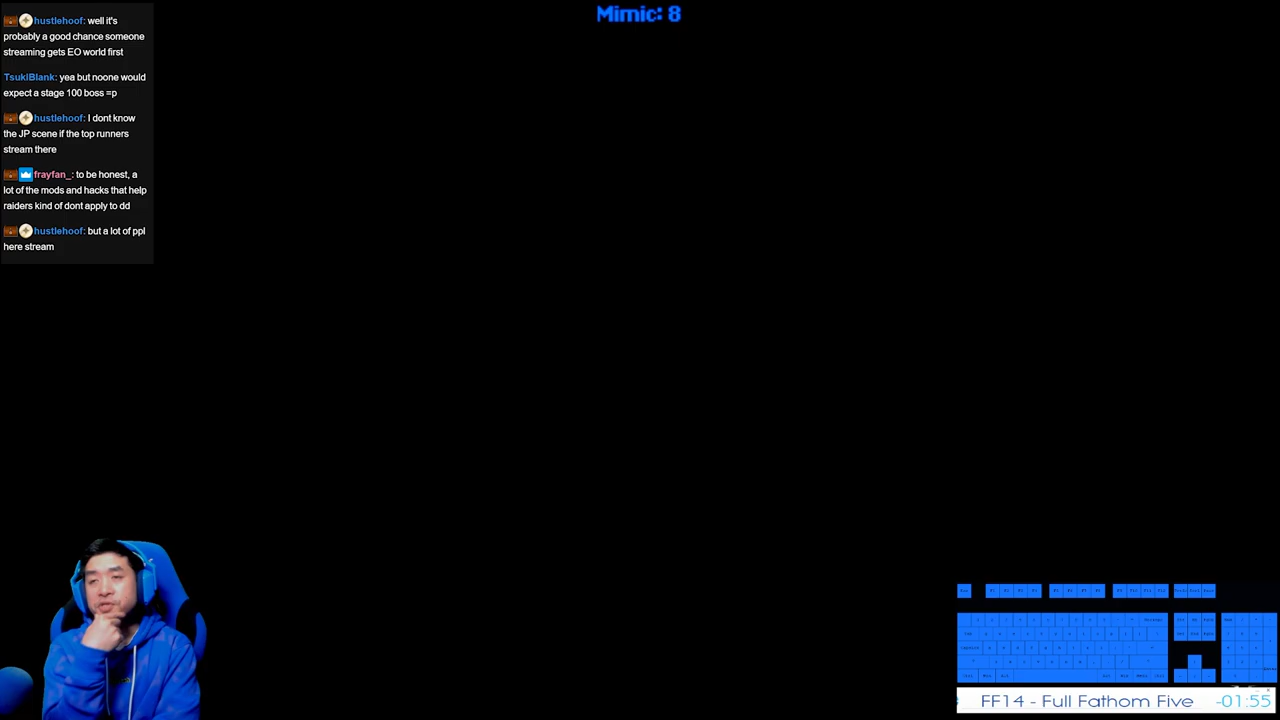 Mimic: 8
hustlehoof: well it's
probably a good chance someone
streaming gets EO world first
TsukiBlank: yea but noone would
expect a stage 100 boss =p
hustlehoof: I dont know
the JP scene if the top runners
stream there
frayfan_: to be honest, a
lot of the mods and hacks that help
raiders kind of dont apply to dd
hustlehoof: but a lot of ppl
here stream
FF14 - Full Fathom Five -01:55